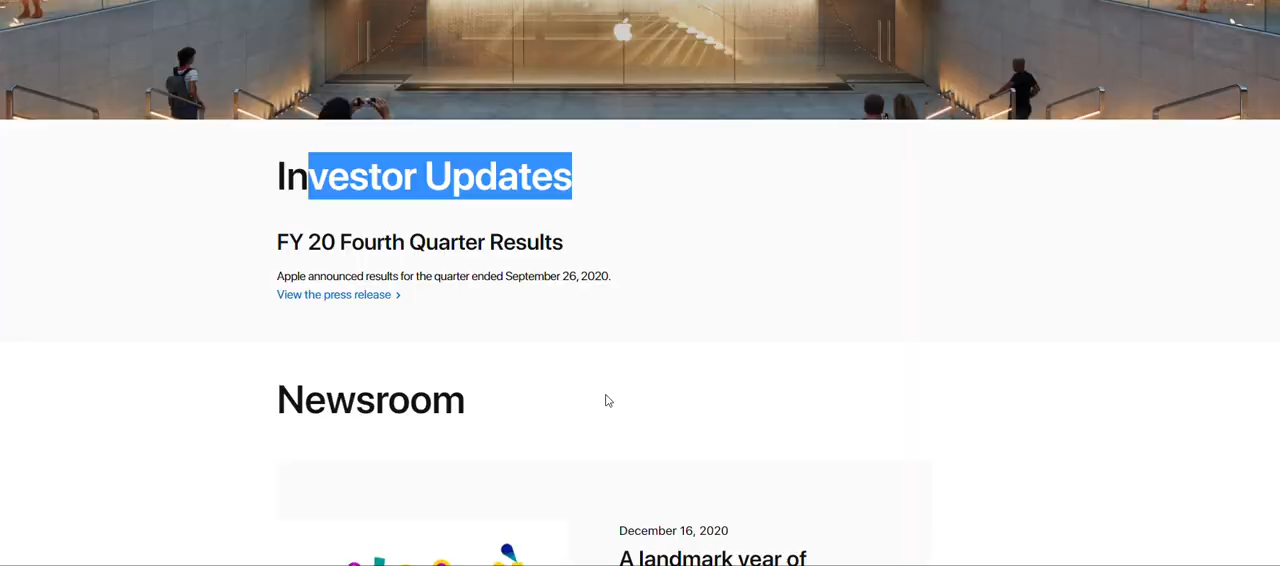 Investor Updates
FY 20 Fourth Quarter Results
Apple announced results for the quarter ended September 26, 2020.
View the press release ›
Newsroom
December 16, 2020
A landmark year of